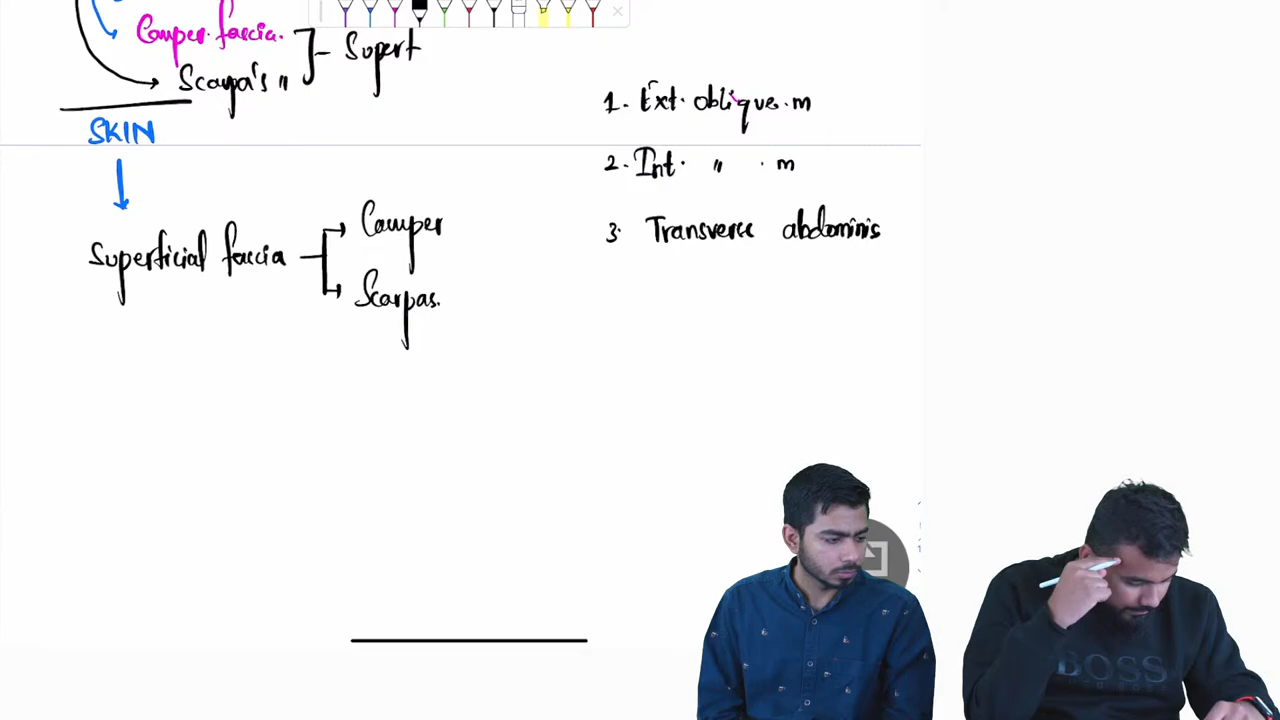 Camper fascia.
Scarpa's "
Superf
SKIN
Superficial fascia
Camper
Scarpas.
1. Ext. oblique. m
2. Int. " . m
3. Transverse abdominis
BOSS